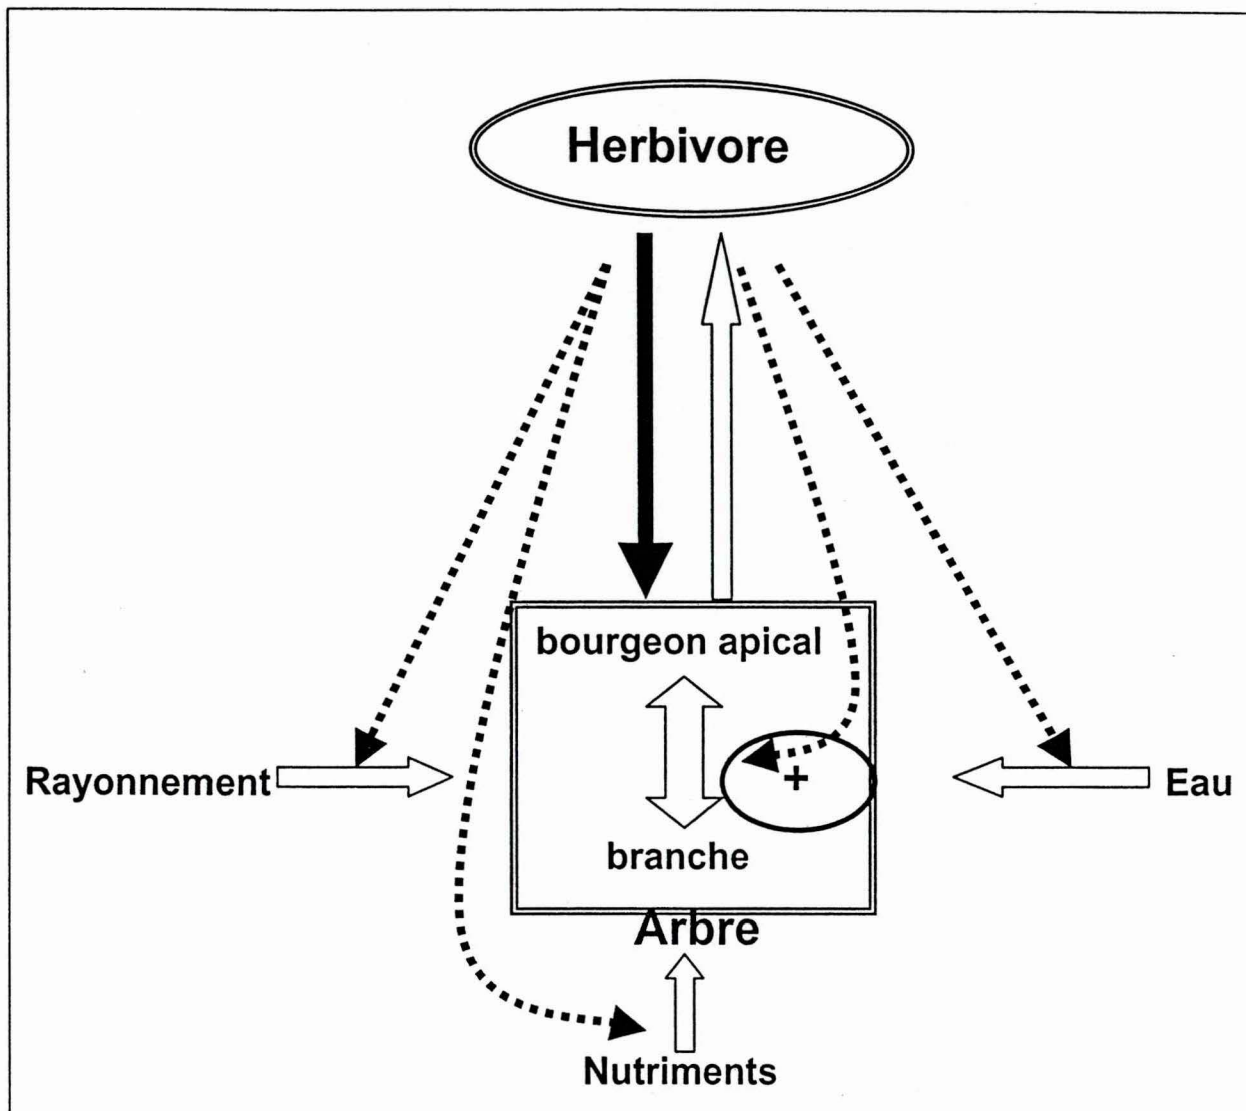 Herbivore
bourgeon apical
Rayonnement
+
Eau
branche
Arbre
Nutriments